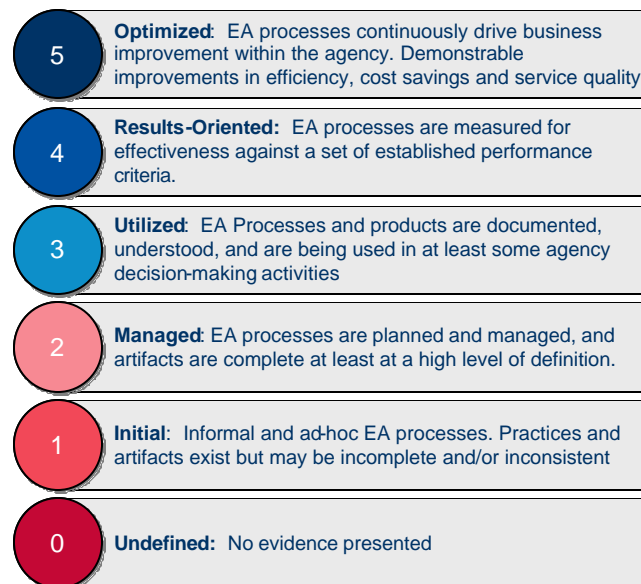 5
Optimized: EA processes continuously drive business
improvement within the agency. Demonstrable
improvements in efficiency, cost savings and service quality
4
Results-Oriented: EA processes are measured for
effectiveness against a set of established performance
criteria.
3
Utilized: EA Processes and products are documented,
understood, and are being used in at least some agency
decision-making activities
2
Managed: EA processes are planned and managed, and
artifacts are complete at least at a high level of definition.
1
Initial: Informal and ad-hoc EA processes. Practices and
artifacts exist but may be incomplete and/or inconsistent
0
Undefined: No evidence presented